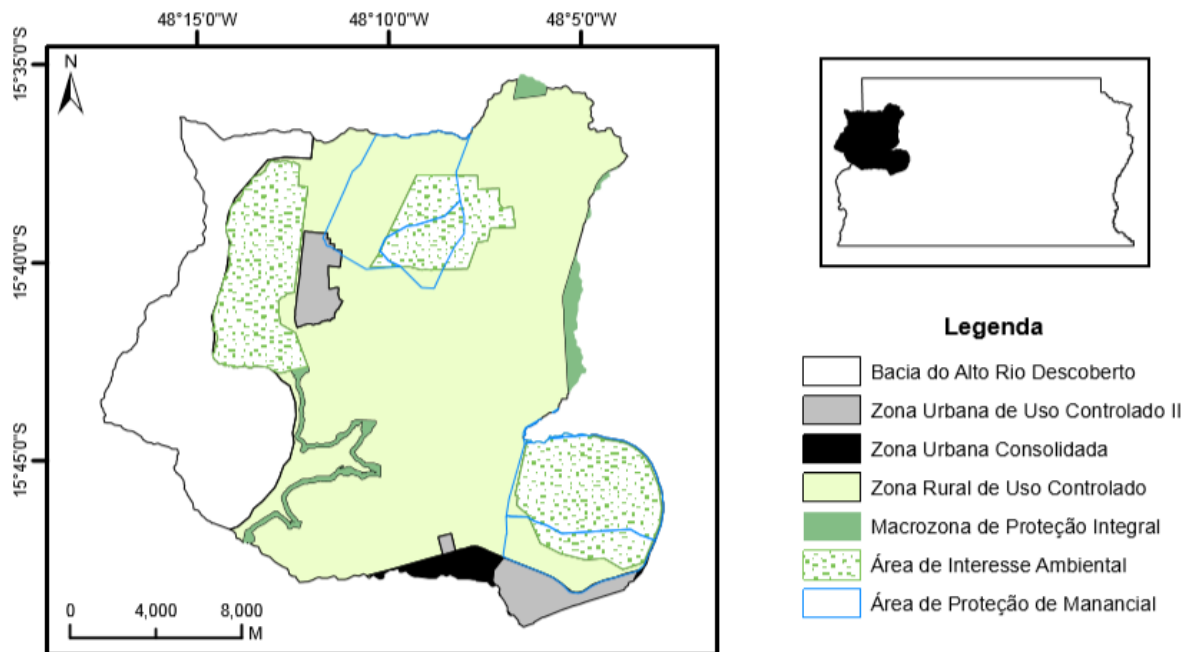 48°15'0"W
48°10'0"W
48°50'0"W
15°35'0"S
15°40'0"S
15°45'0"S
N
0
4,000
8,000
M
Legenda
Bacia do Alto Rio Descoberto
Zona Urbana de Uso Controlado II
Zona Urbana Consolidada
Zona Rural de Uso Controlado
Macrozona de Proteção Integral
Área de Interesse Ambiental
Área de Proteção de Manancial